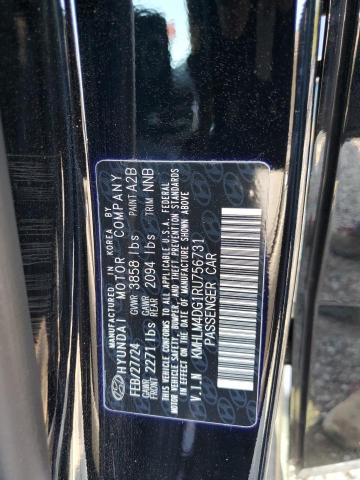 MADE IN KOREA BY
HYUNDAI MOTOR COMPANY
FEB/27/24 GVWR 3858 lbs PAINT A2B
GAWR FRONT 2271 lbs GAWR REAR 2094 lbs TRIM NNB
THIS VEHICLE CONFORMS TO ALL APPLICABLE U.S.A. FEDERAL
MOTOR VEHICLE SAFETY, BUMPER, AND THEFT PREVENTION STANDARDS
IN EFFECT ON THE DATE OF MANUFACTURE SHOWN ABOVE.
V.I.N KMHLM4DG1RU756731
PASSENGER CAR